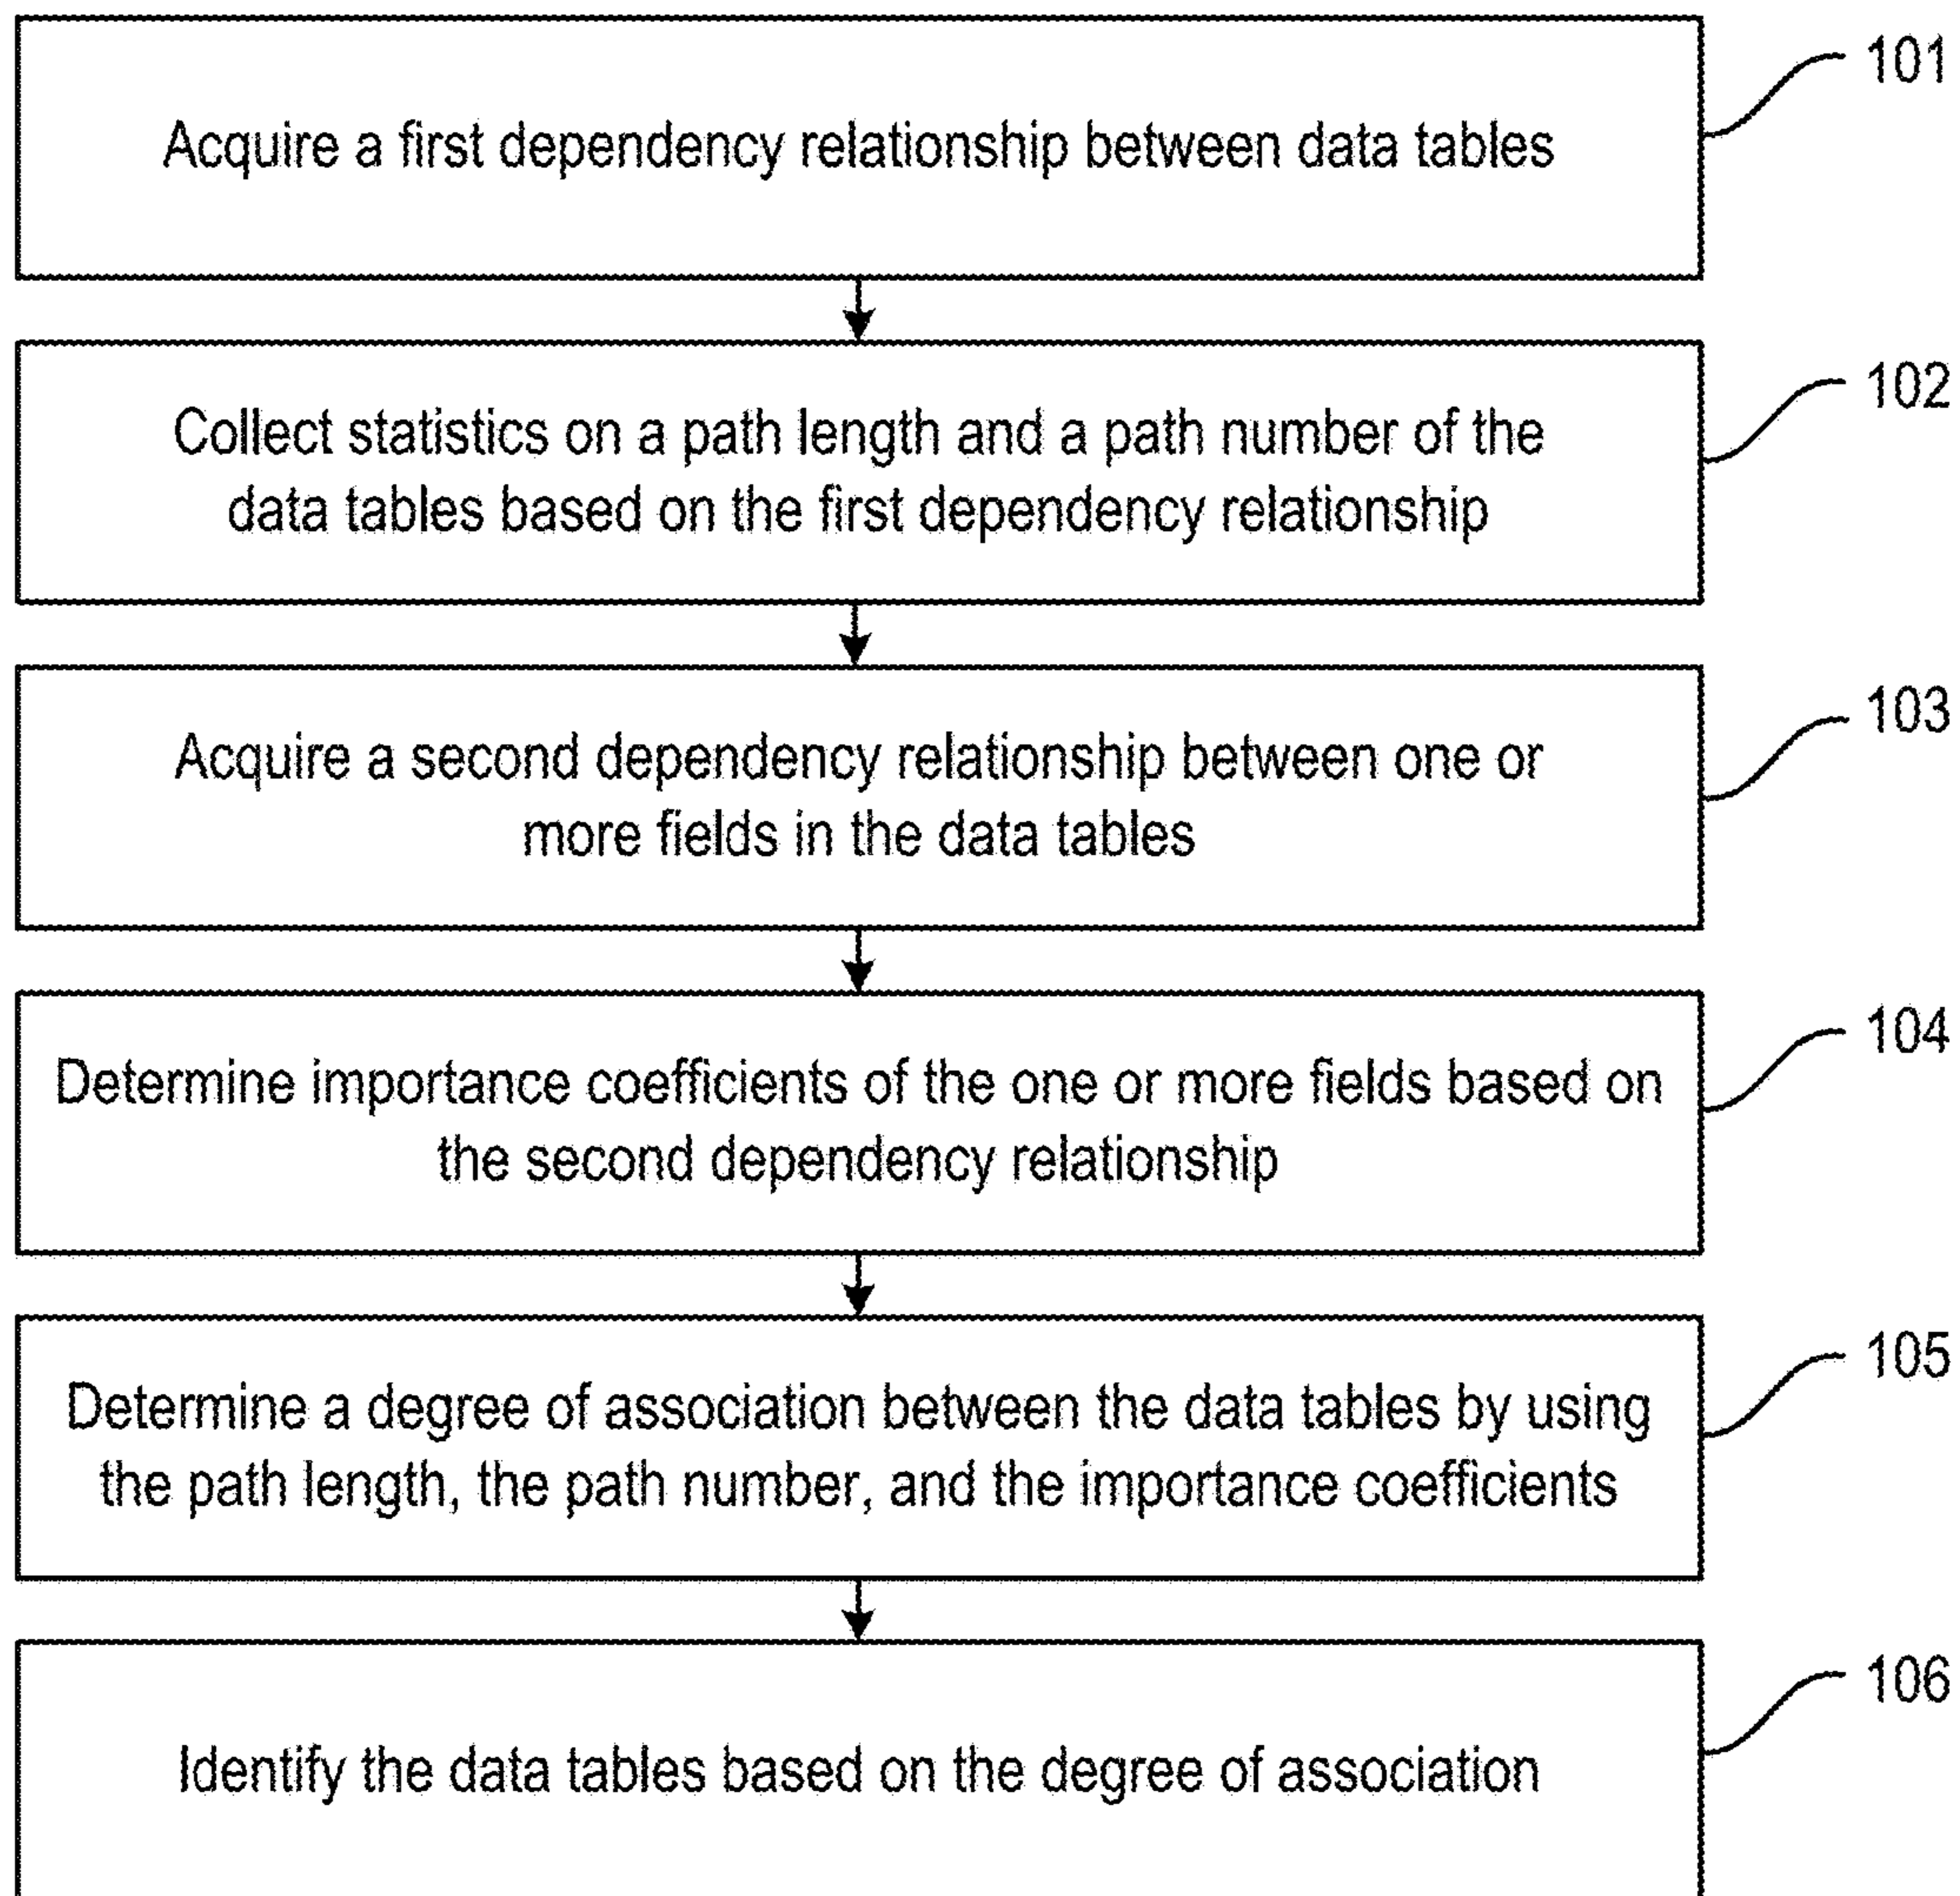 Acquire a first dependency relationship between data tables
101
Collect statistics on a path length and a path number of the
data tables based on the first dependency relationship
102
Acquire a second dependency relationship between one or
more fields in the data tables
103
Determine importance coefficients of the one or more fields based on
the second dependency relationship
104
Determine a degree of association between the data tables by using
the path length, the path number, and the importance coefficients
105
Identify the data tables based on the degree of association
106